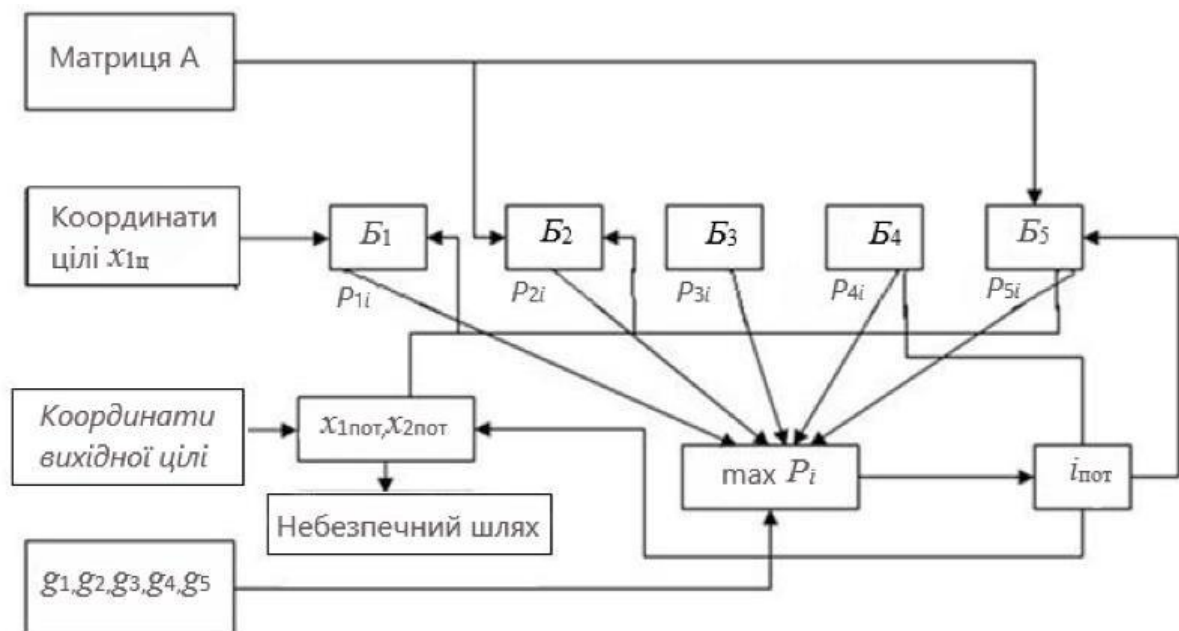 Матриця А
Координати
цілі x1ц
Б1
Б2
Б3
Б4
Б5
P1i
P2i
P3i
P4i
P5i
Координати
вихідної цілі
x1пот,x2пот
max Pi
iпот
Небезпечний шлях
g1,g2,g3,g4,g5